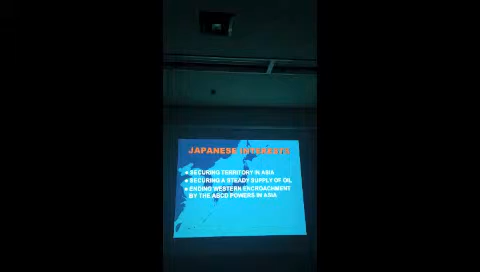 JAPANESE INTERESTS
SECURING TERRITORY IN ASIA
SECURING A STEADY SUPPLY OF OIL
ENDING WESTERN ENCROACHMENT
BY THE ABCD POWERS IN ASIA